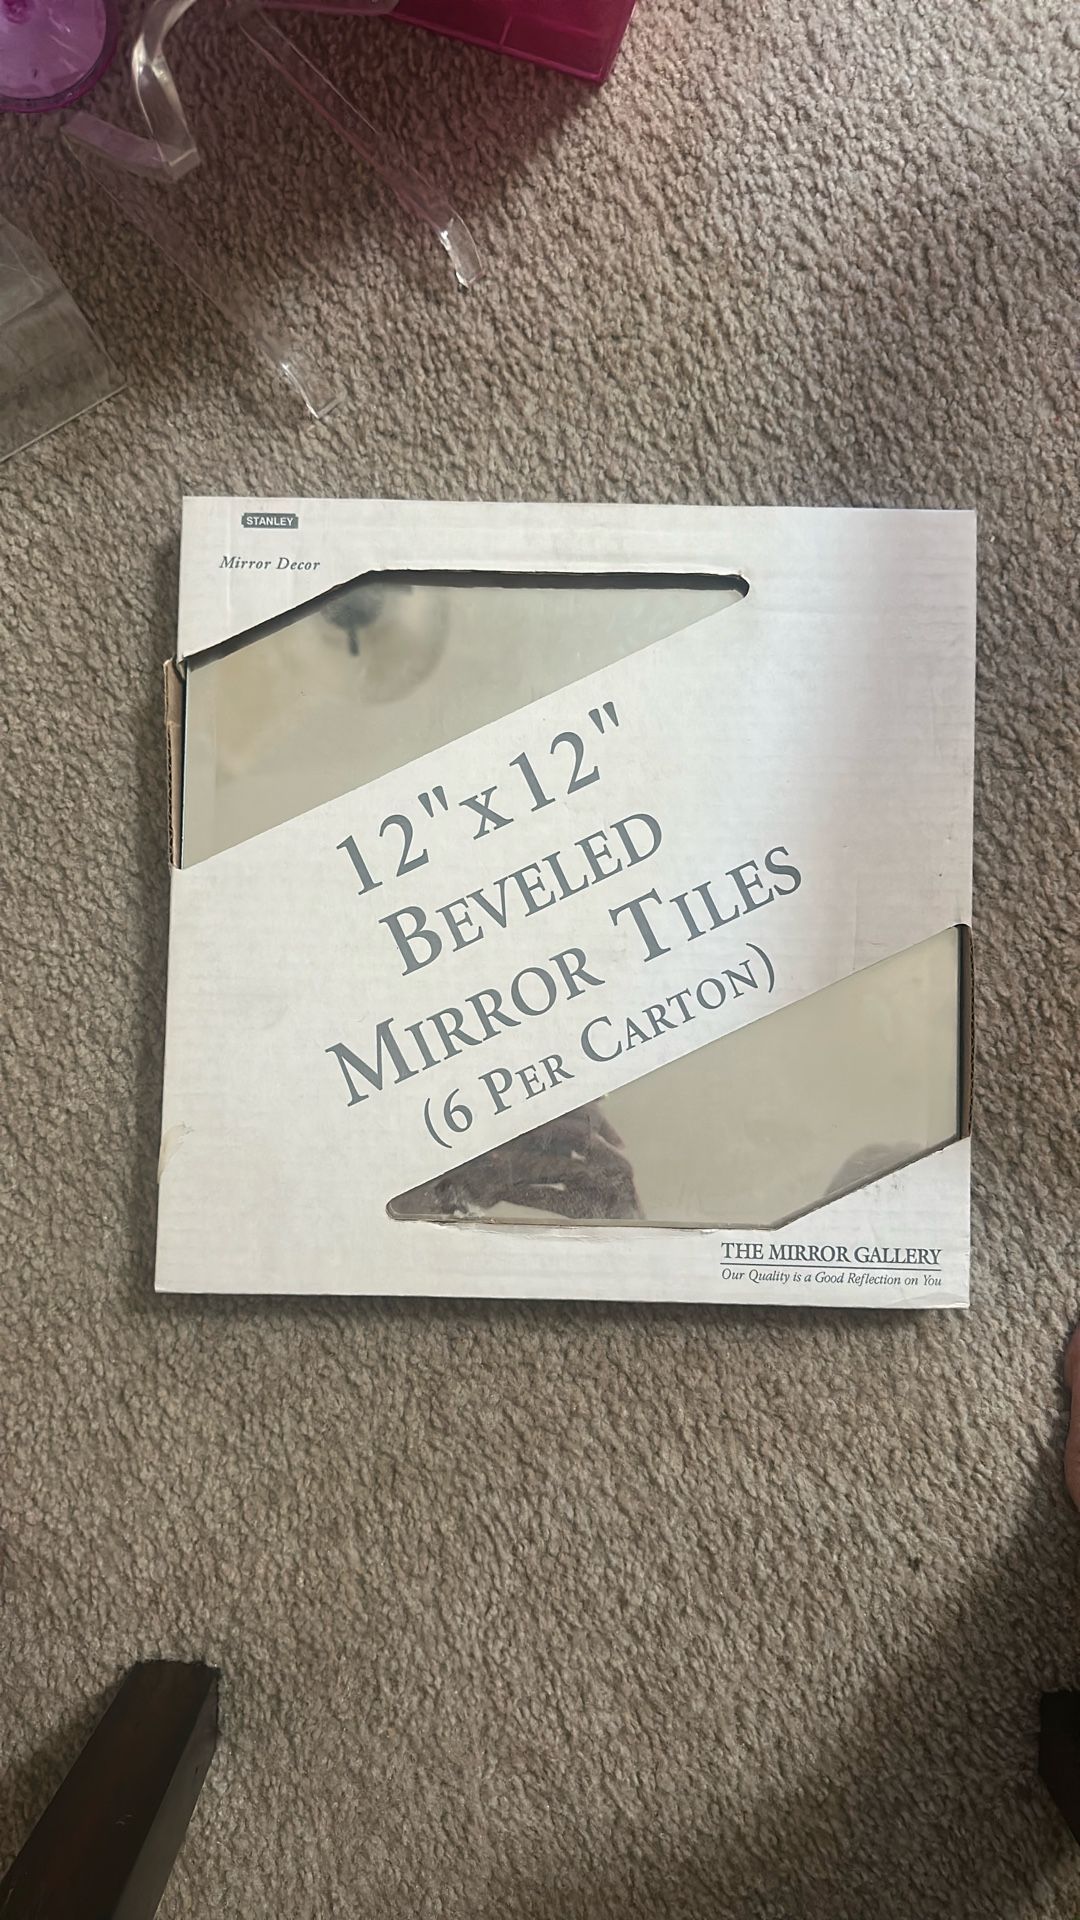 STANLEY
Mirror Decor
12"x12"
BEVELED
MIRROR TILES
(6 PER CARTON)
THE MIRROR GALLERY
Our Quality is a Good Reflection on You